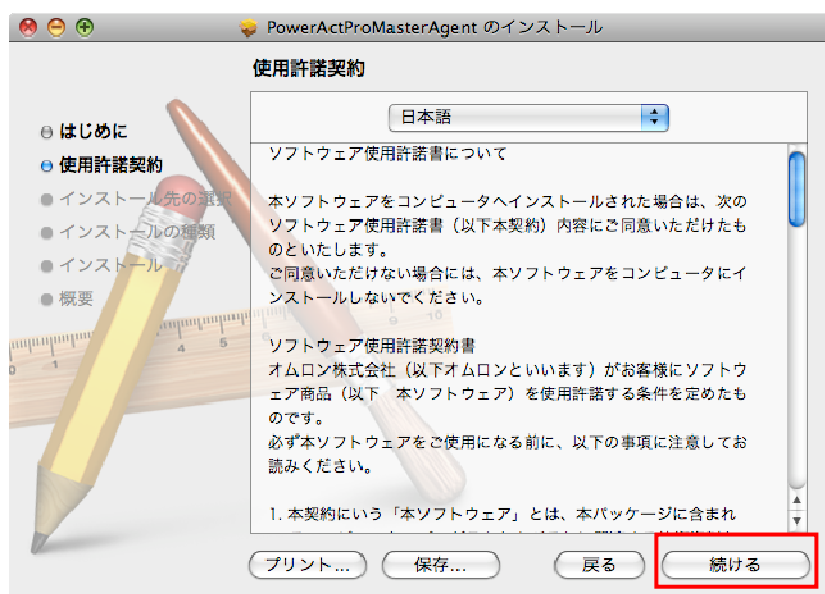 PowerActProMasterAgent のインストール
使用許諾契約
はじめに
使用許諾契約
インストール先の選択
インストールの種類
インストール
概要
日本語
ソフトウェア使用許諾書について
本ソフトウェアをコンピュータへインストールされた場合は、次の
ソフトウェア使用許諾書（以下本契約）内容にご同意いただけたも
のといたします。
ご同意いただけない場合には、本ソフトウェアをコンピュータにイ
ンストールしないでください。
ソフトウェア使用許諾契約書
オムロン株式会社（以下オムロンといいます）がお客様にソフトウ
ェア商品（以下　本ソフトウェア）を使用許諾する条件を定めたも
のです。
必ず本ソフトウェアをご使用になる前に、以下の事項に注意してお
読みください。
1. 本契約にいう「本ソフトウェア」とは、本パッケージに含まれ
プリント...
保存...
戻る
続ける